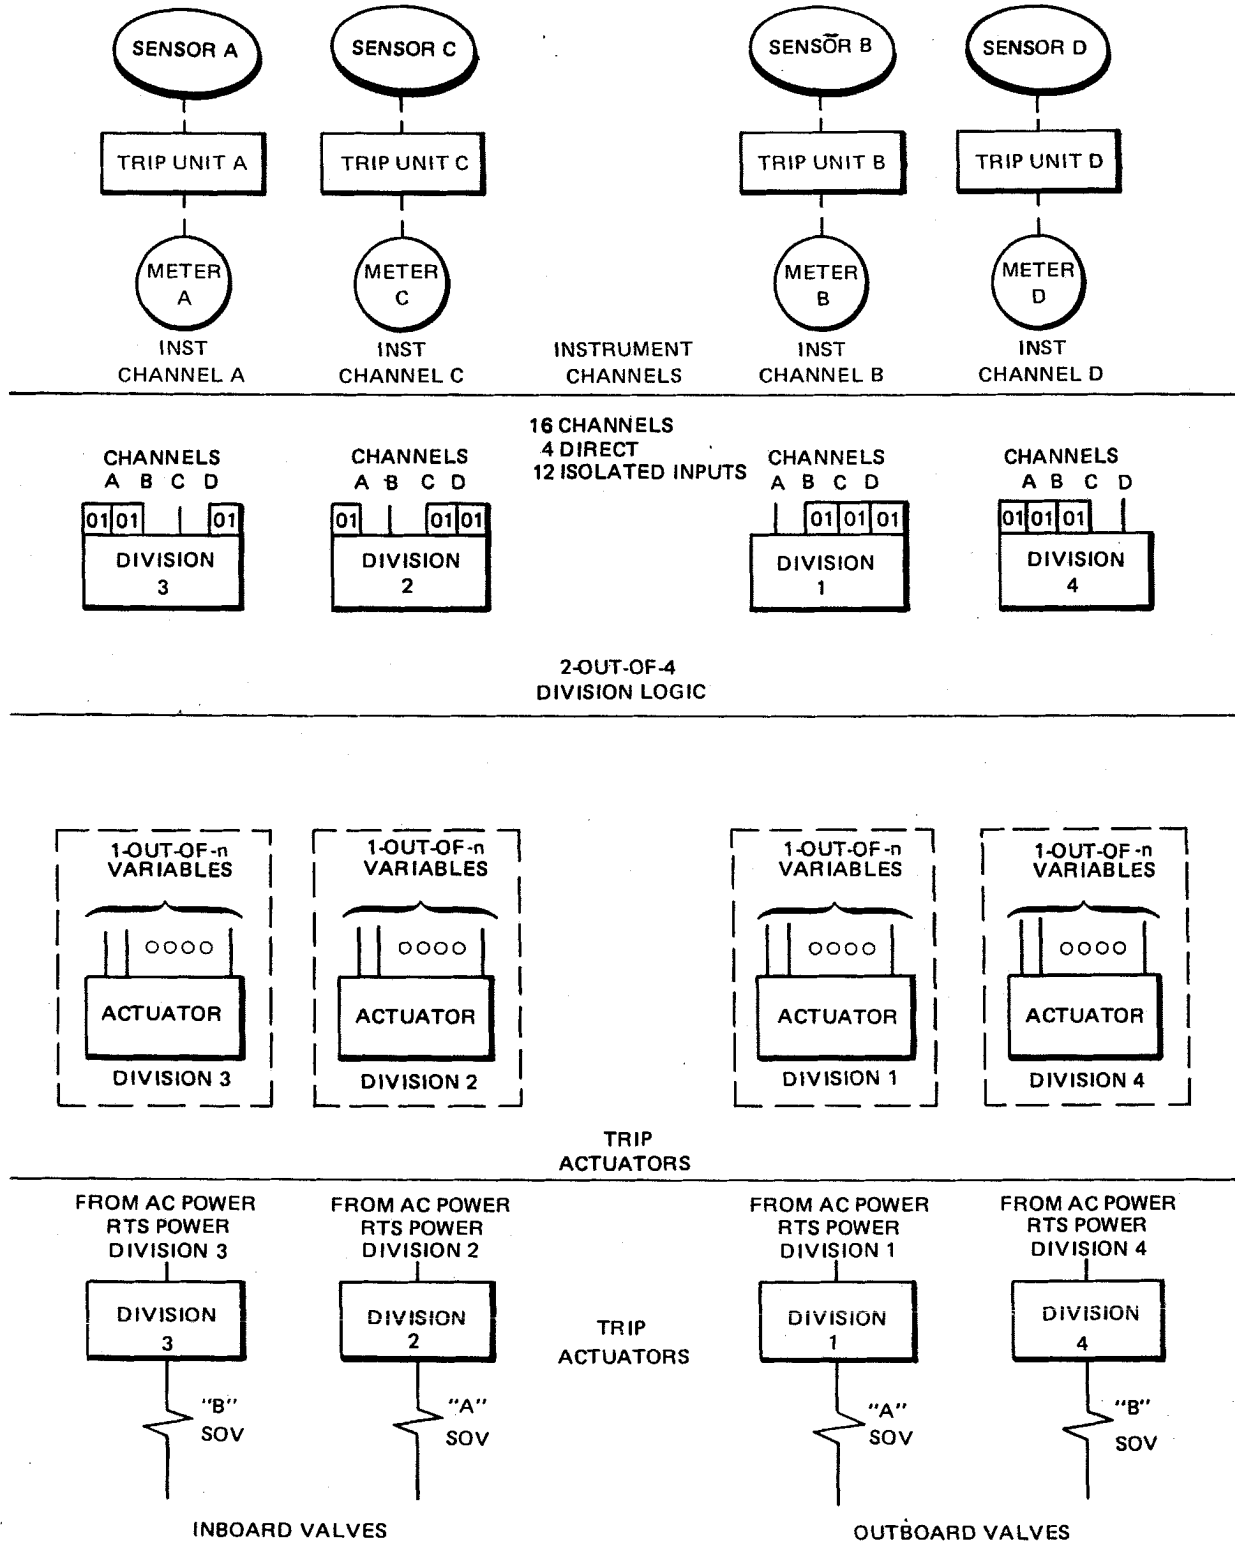 SENSOR A
SENSOR C
SENSOR B
SENSOR D
TRIP UNIT A
TRIP UNIT C
TRIP UNIT B
TRIP UNIT D
METER
A
METER
C
METER
B
METER
D
INST
CHANNEL A
INST
CHANNEL C
INSTRUMENT
CHANNELS
INST
CHANNEL B
INST
CHANNEL D
16 CHANNELS
4 DIRECT
12 ISOLATED INPUTS
CHANNELS
A B C D
01 01 01
DIVISION
3
CHANNELS
A B C D
01 01 01
DIVISION
2
CHANNELS
A B C D
01 01 01
DIVISION
1
CHANNELS
A B C D
01 01 01
DIVISION
4
2-OUT-OF-4
DIVISION LOGIC
1-OUT-OF-n
VARIABLES
ACTUATOR
DIVISION 3
1-OUT-OF-n
VARIABLES
ACTUATOR
DIVISION 2
1-OUT-OF-n
VARIABLES
ACTUATOR
DIVISION 1
1-OUT-OF-n
VARIABLES
ACTUATOR
DIVISION 4
TRIP
ACTUATORS
FROM AC POWER
RTS POWER
DIVISION 3
FROM AC POWER
RTS POWER
DIVISION 2
FROM AC POWER
RTS POWER
DIVISION 1
FROM AC POWER
RTS POWER
DIVISION 4
DIVISION
3
DIVISION
2
TRIP
ACTUATORS
DIVISION
1
DIVISION
4
"B"
SOV
"A"
SOV
"A"
SOV
"B"
SOV
INBOARD VALVES
OUTBOARD VALVES